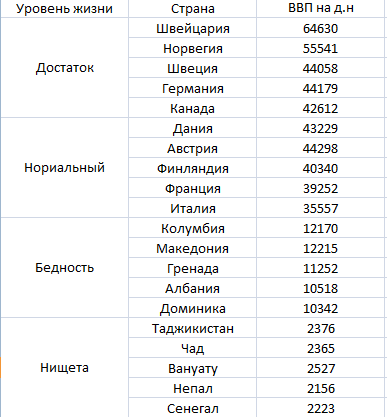 Уровень жизни Страна ВВП на д.н
Достаток Швейцария 64630
Норвегия 55541
Швеция 44058
Германия 44179
Канада 42612
Нориальный Дания 43229
Австрия 44298
Финляндия 40340
Франция 39252
Италия 35557
Бедность Колумбия 12170
Македония 12215
Гренада 11252
Албания 10518
Доминика 10342
Нищета Таджикистан 2376
Чад 2365
Вануату 2527
Непал 2156
Сенегал 2223